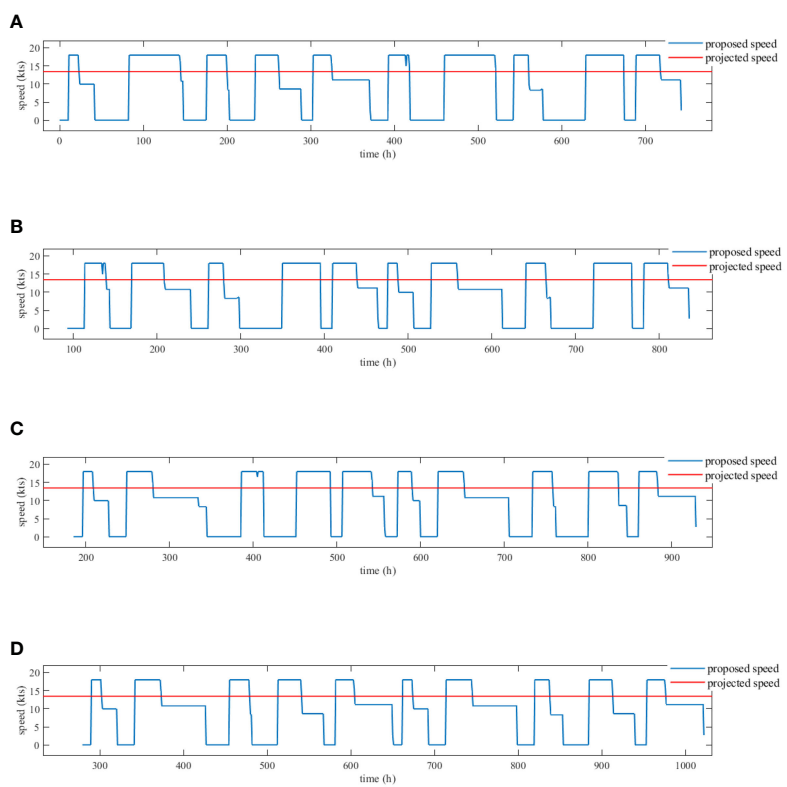 A
proposed speed
projected speed
speed (kts)
20
15
10
5
0
0 100 200 300 400 500 600 700
time (h)
B
proposed speed
projected speed
speed (kts)
20
15
10
5
0
100 200 300 400 500 600 700 800
time (h)
C
proposed speed
projected speed
speed (kts)
20
15
10
5
0
200 300 400 500 600 700 800 900
time (h)
D
proposed speed
projected speed
speed (kts)
20
15
10
5
0
300 400 500 600 700 800 900 1000
time (h)